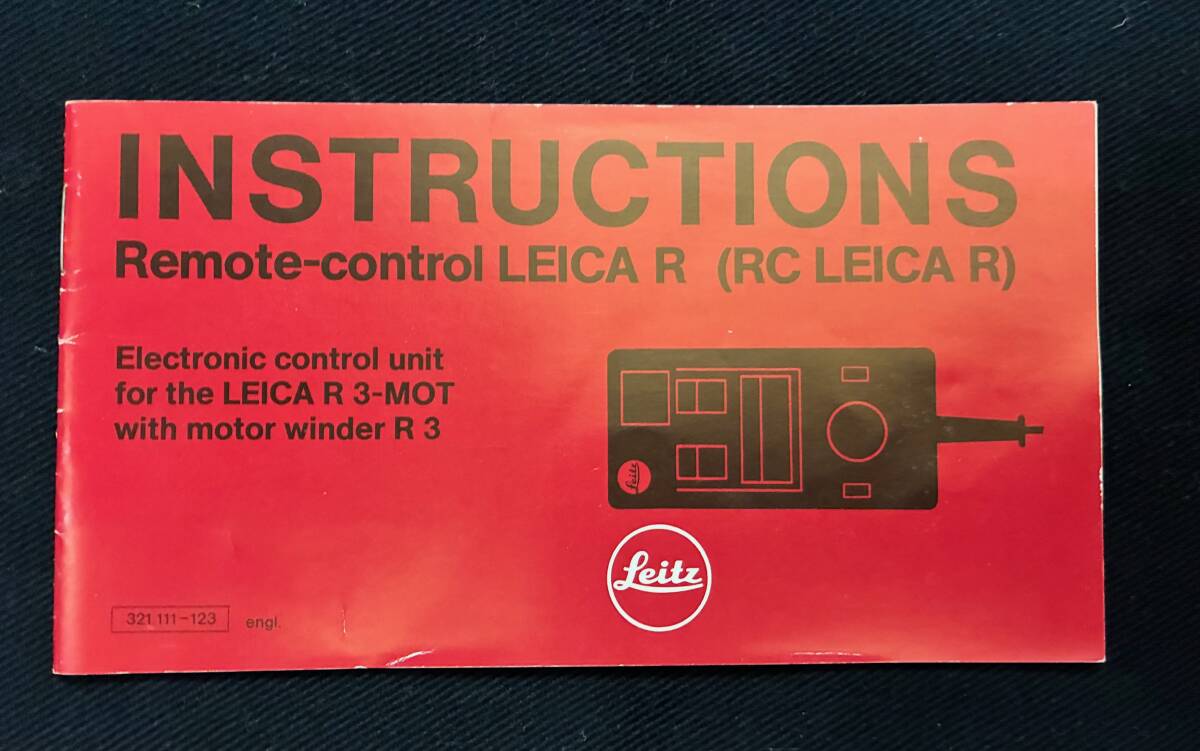 INSTRUCTIONS
Remote-control LEICA R (RC LEICA R)
Electronic control unit
for the LEICA R 3-MOT
with motor winder R 3
Leitz
Leitz
321 111-123 engl.